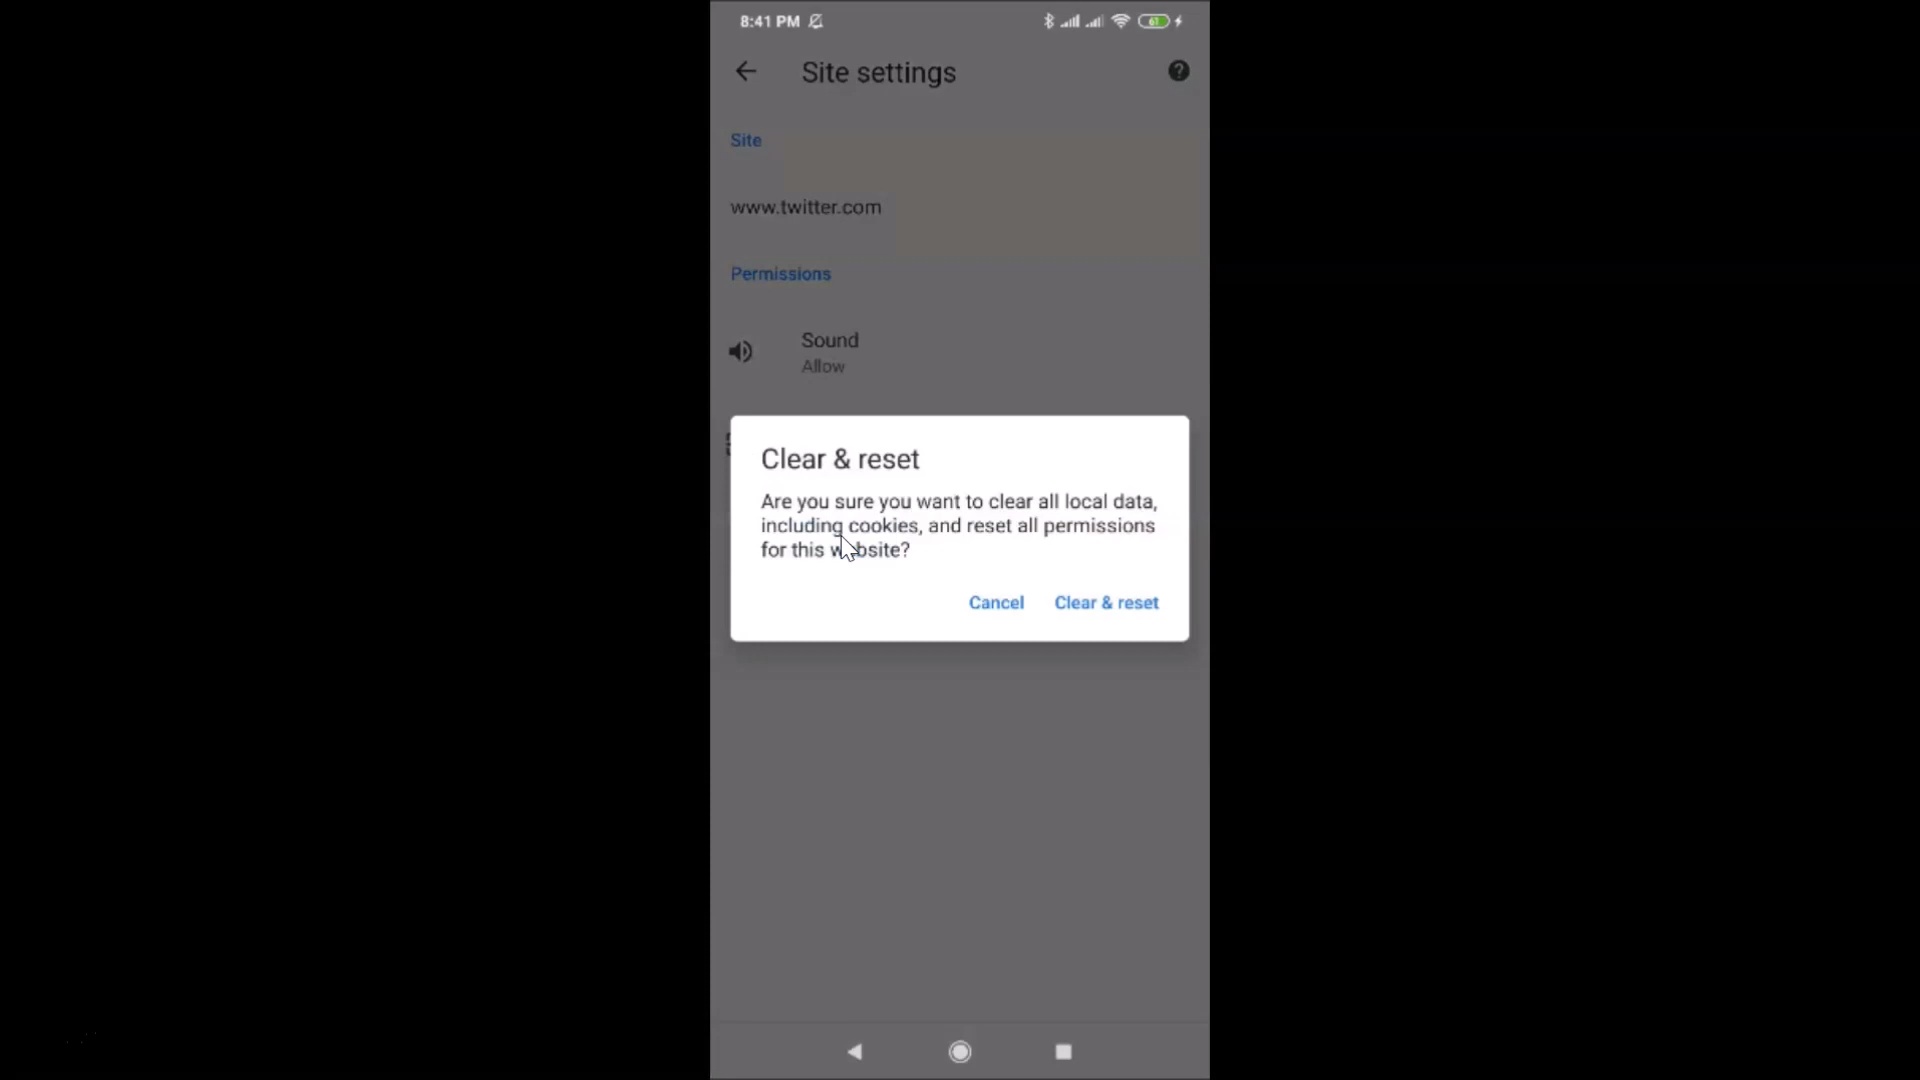 8:41 PM
67
Site settings
Site
www.twitter.com
Permissions
Sound
Allow
Clear & reset
Are you sure you want to clear all local data,
including cookies, and reset all permissions
for this website?
Cancel Clear & reset